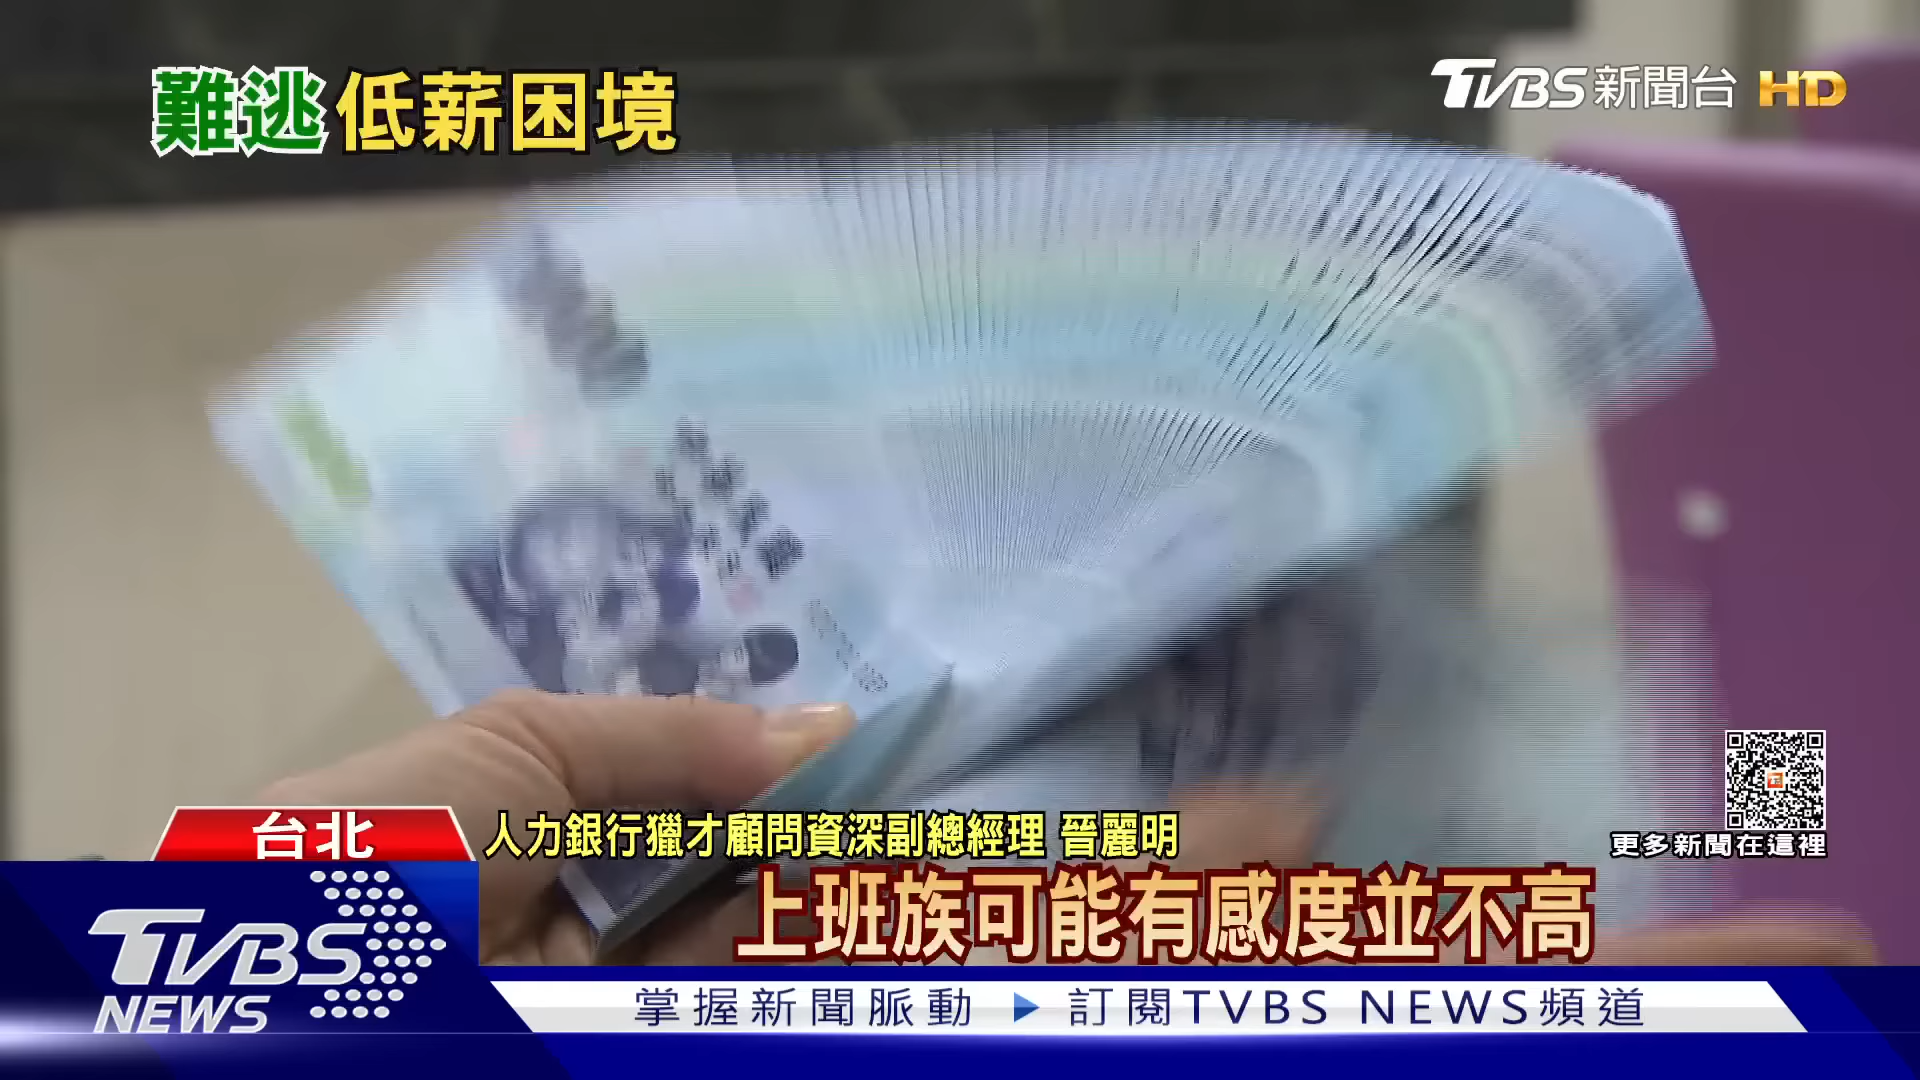 難逃低薪困境
TVBS新聞台 HD
更多新聞在這裡
台北
人力銀行獵才顧問資深副總經理 晉麗明
上班族可能有感度並不高
TVBS NEWS
掌握新聞脈動 ▶ 訂閱TVBS NEWS頻道